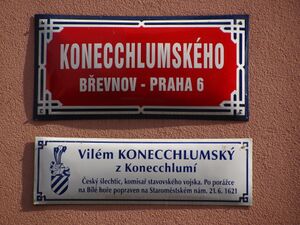 KONECCHLUMSKÉHO
BŘEVNOV - PRAHA 6
Vilém KONECCHLUMSKÝ
z Konecchlumí
Český šlechtic, komisař stavovského vojska. Po porážce
na Bílé hoře popraven na Staroměstském nám. 21. 6. 1621